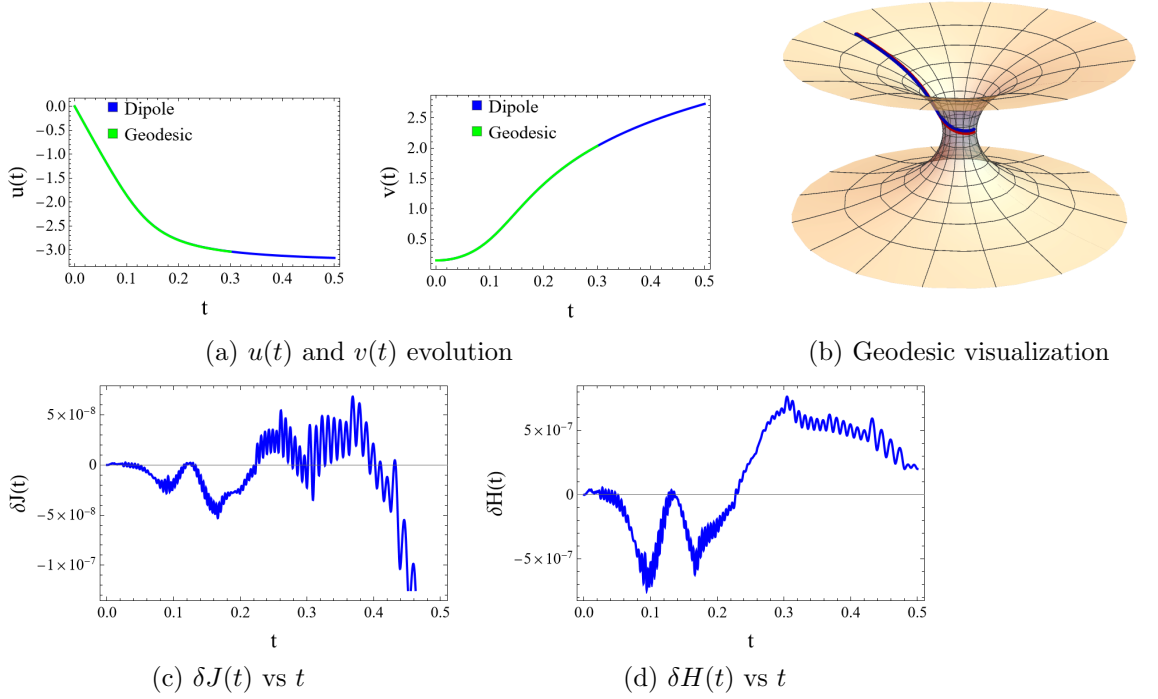 Dipole
Geodesic
0.0
−0.5
−1.0
−1.5
−2.0
−2.5
−3.0
u(t)
0.0 0.1 0.2 0.3 0.4 0.5
t
Dipole
Geodesic
2.5
2.0
1.5
1.0
0.5
v(t)
0.0 0.1 0.2 0.3 0.4 0.5
t
(a) u(t) and v(t) evolution
(b) Geodesic visualization
5×10⁻⁸
0
−5×10⁻⁸
−1×10⁻⁷
δJ(t)
0.0 0.1 0.2 0.3 0.4 0.5
t
(c) δJ(t) vs t
5×10⁻⁷
0
−5×10⁻⁷
δH(t)
0.0 0.1 0.2 0.3 0.4 0.5
t
(d) δH(t) vs t